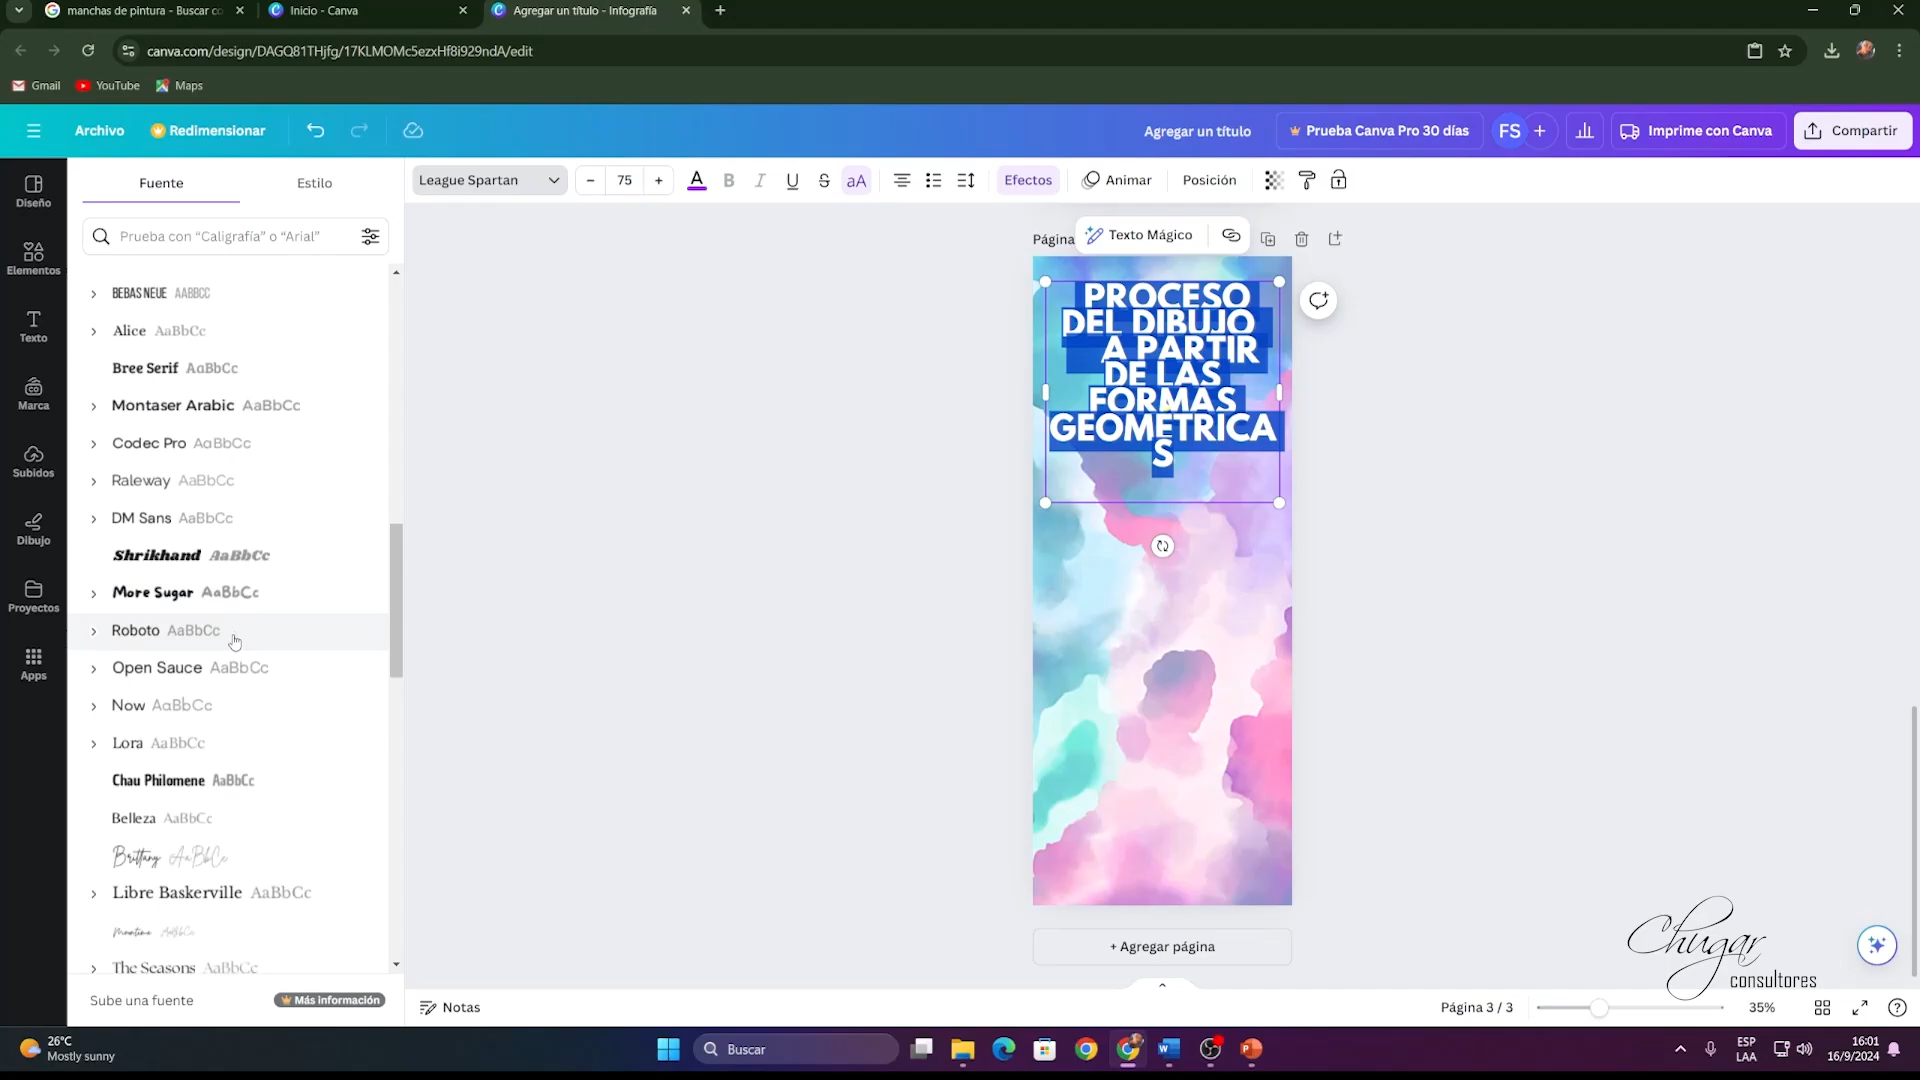 manchas de pintura - Buscar co
Inicio - Canva
Agregar un título - Infografía
canva.com/design/DAGQ81THjfg/17KLMOMc5ezxHf8i929ndA/edit
Gmail
YouTube
Maps
Archivo
Redimensionar
Agregar un título
Prueba Canva Pro 30 días
FS
Imprime con Canva
Compartir
Diseño
Elementos
Texto
Marca
Subidos
Dibujo
Proyectos
Apps
Fuente
Estilo
Prueba con “Caligrafía” o “Arial”
BEBAS NEUE AABBCC
Alice AaBbCc
Bree Serif AaBbCc
Montaser Arabic AaBbCc
Codec Pro AaBbCc
Raleway AaBbCc
DM Sans AaBbCc
Shrikhand AaBbCc
More Sugar AaBbCc
Roboto AaBbCc
Open Sauce AaBbCc
Now AaBbCc
Lora AaBbCc
Chau Philomene AaBbCc
Belleza AaBbCc
Brittany AaBbCc
Libre Baskerville AaBbCc
The Seasons AaBbCc
Sube una fuente
Más información
League Spartan
– 75 +
A B I U S aA
Efectos
Animar
Posición
Página
Texto Mágico
PROCESO
DEL DIBUJO
A PARTIR
DE LAS
FORMAS
GEOMÉTRICA
S
+ Agregar página
Chugar
consultores
Notas
Página 3 / 3
35%
26°C
Mostly sunny
Buscar
ESP
LAA
16:01
16/9/2024